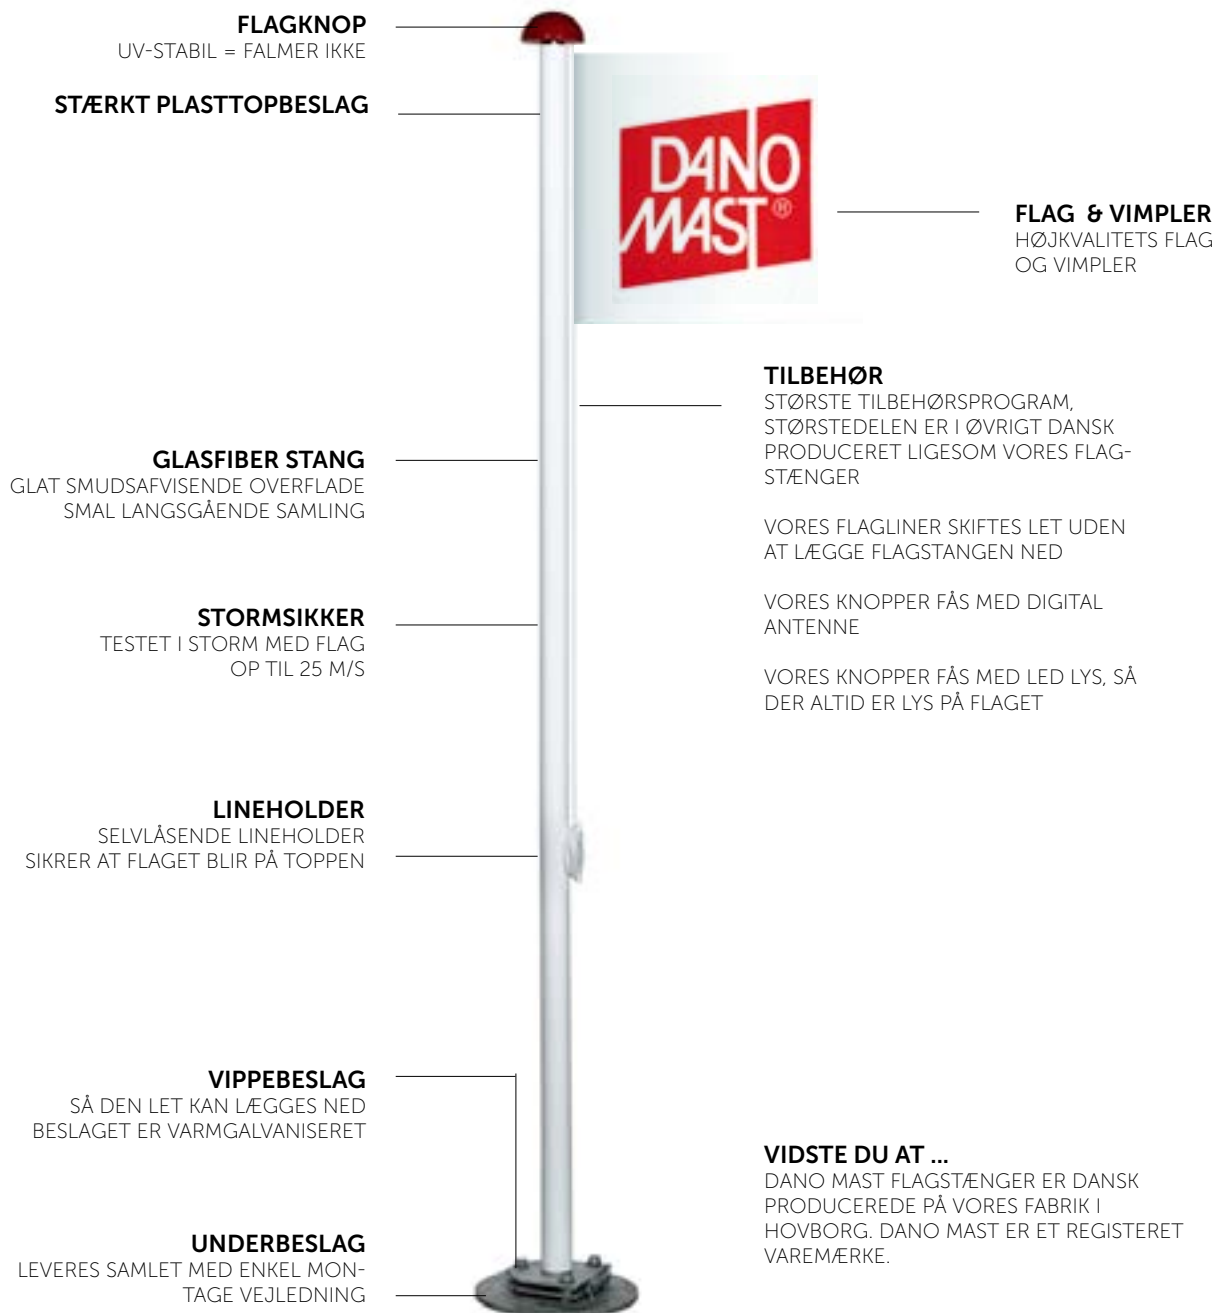 FLAGKNOP
UV-STABIL = FALMER IKKE
STÆRKT PLASTTOPBESLAG
DANO
MAST®
FLAG & VIMPLER
HØJKVALITETS FLAG
OG VIMPLER
TILBEHØR
STØRSTE TILBEHØRSPROGRAM,
STØRSTEDELEN ER I ØVRIGT DANSK
PRODUCERET LIGESOM VORES FLAG-
STÆNGER
VORES FLAGLINER SKIFTES LET UDEN
AT LÆGGE FLAGSTANGEN NED
VORES KNOPPER FÅS MED DIGITAL
ANTENNE
VORES KNOPPER FÅS MED LED LYS, SÅ
DER ALTID ER LYS PÅ FLAGET
GLASFIBER STANG
GLAT SMUDSAFVISENDE OVERFLADE
SMAL LANGSGÅENDE SAMLING
STORMSIKKER
TESTET I STORM MED FLAG
OP TIL 25 M/S
LINEHOLDER
SELVLÅSENDE LINEHOLDER
SIKRER AT FLAGET BLIR PÅ TOPPEN
VIPPEBESLAG
SÅ DEN LET KAN LÆGGES NED
BESLAGET ER VARMGALVANISERET
UNDERBESLAG
LEVERES SAMLET MED ENKEL MON-
TAGE VEJLEDNING
VIDSTE DU AT ...
DANO MAST FLAGSTÆNGER ER DANSK
PRODUCEREDE PÅ VORES FABRIK I
HOVBORG. DANO MAST ER ET REGISTERET
VAREMÆRKE.